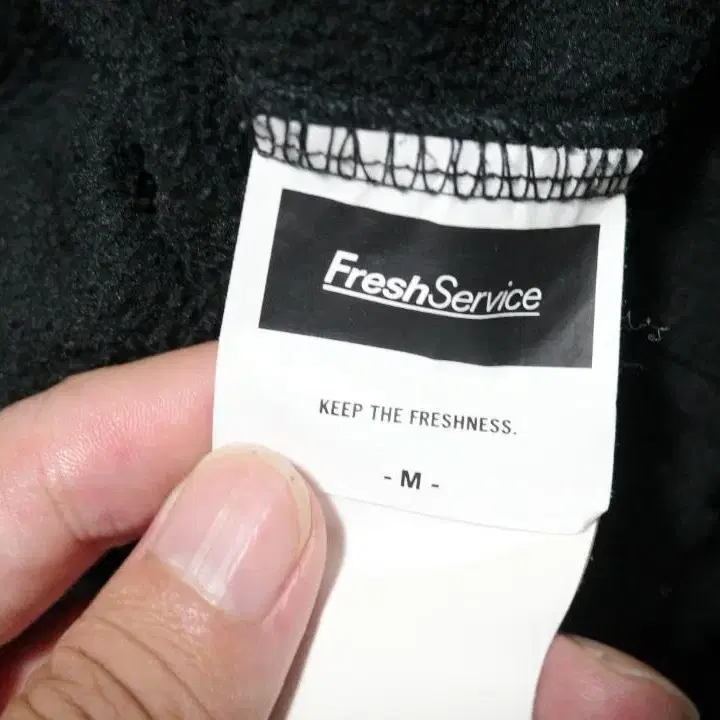 FreshService
KEEP THE FRESHNESS.
- M -